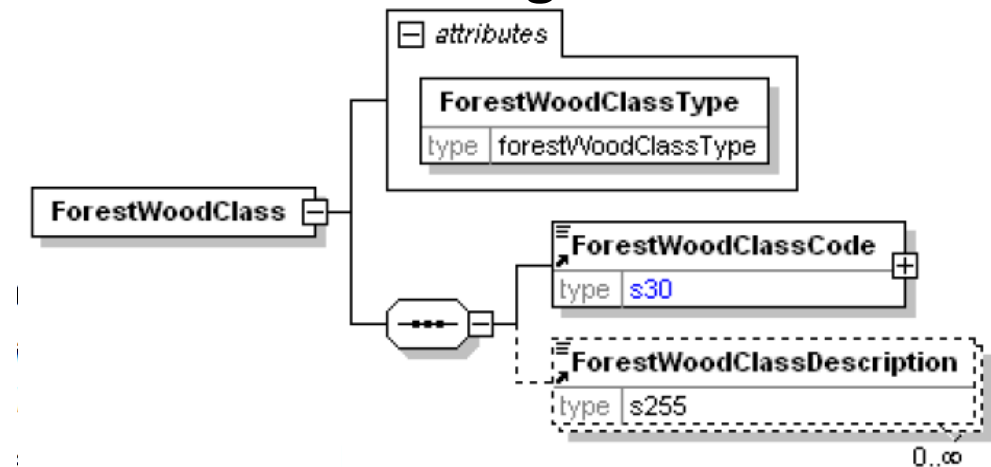 attributes
ForestWoodClassType
type forestWoodClassType
ForestWoodClass
ForestWoodClassCode
type s30
ForestWoodClassDescription
type s255
0..∞